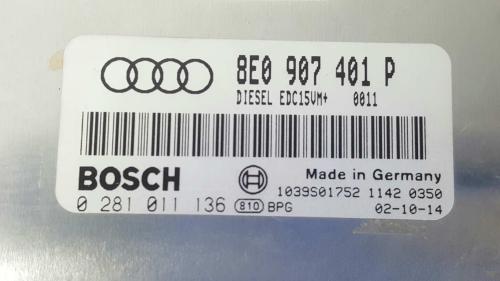 8E0 907 401 P
DIESEL EDC15VM+ 0011
BOSCH
Made in Germany
1039S01752 1142 0350
0 281 011 136 810 BPG 02-10-14